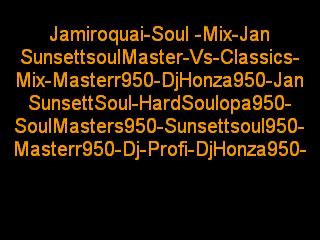 Jamiroquai-Soul -Mix-Jan
SunsettsoulMaster-Vs-Classics-
Mix-Masterr950-DjHonza950-Jan
SunsettSoul-HardSoulopa950-
SoulMasters950-Sunsettsoul950-
Masterr950-Dj-Profi-DjHonza950-